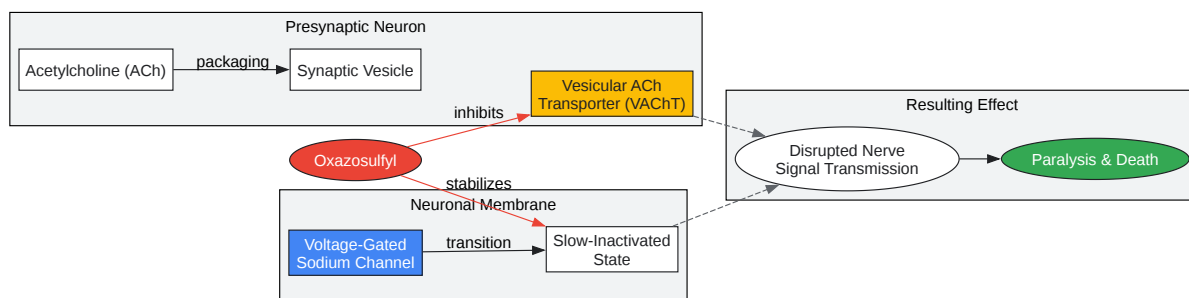 Presynaptic Neuron
Acetylcholine (ACh)
packaging
Synaptic Vesicle
Vesicular ACh
Transporter (VAChT)
inhibits
Oxazosulfyl
stabilizes
Neuronal Membrane
Voltage-Gated
Sodium Channel
transition
Slow-Inactivated
State
Resulting Effect
Disrupted Nerve
Signal Transmission
Paralysis & Death